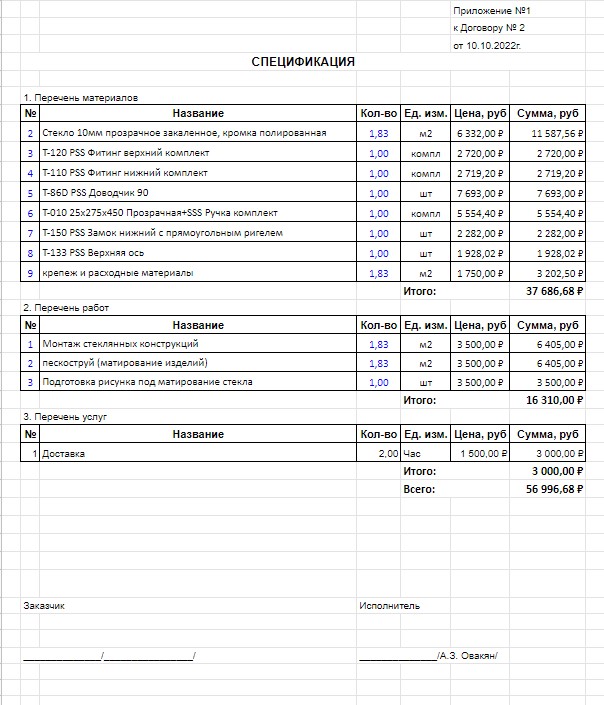 Приложение №1
к Договору № 2
от 10.10.2022г.
СПЕЦИФИКАЦИЯ
1. Перечень материалов
№ Название Кол-во Ед. изм. Цена, руб Сумма, руб
2 Стекло 10мм прозрачное закаленное, кромка полированная 1,83 м2 6 332,00 ₽ 11 587,56 ₽
3 T-120 PSS Фитинг верхний комплект 1,00 компл 2 720,00 ₽ 2 720,00 ₽
4 T-110 PSS Фитинг нижний комплект 1,00 компл 2 719,20 ₽ 2 719,20 ₽
5 T-86D PSS Доводчик 90 1,00 шт 7 693,00 ₽ 7 693,00 ₽
6 T-010 25x275x450 Прозрачная+SSS Ручка комплект 1,00 компл 5 554,40 ₽ 5 554,40 ₽
7 T-150 PSS Замок нижний с прямоугольным ригелем 1,00 шт 2 282,00 ₽ 2 282,00 ₽
8 T-133 PSS Верхняя ось 1,00 шт 1 928,02 ₽ 1 928,02 ₽
9 крепеж и расходные материалы 1,83 м2 1 750,00 ₽ 3 202,50 ₽
Итого: 37 686,68 ₽
2. Перечень работ
№ Название Кол-во Ед. изм. Цена, руб Сумма, руб
1 Монтаж стеклянных конструкций 1,83 м2 3 500,00 ₽ 6 405,00 ₽
2 пескоструй (матирование изделий) 1,83 м2 3 500,00 ₽ 6 405,00 ₽
3 Подготовка рисунка под матирование стекла 1,00 шт 3 500,00 ₽ 3 500,00 ₽
Итого: 16 310,00 ₽
3. Перечень услуг
№ Название Кол-во Ед. изм. Цена, руб Сумма, руб
1 Доставка 2,00 Час 1 500,00 ₽ 3 000,00 ₽
Итого: 3 000,00 ₽
Всего: 56 996,68 ₽
Заказчик Исполнитель
______________/________________/ ______________/А.З. Овакян/